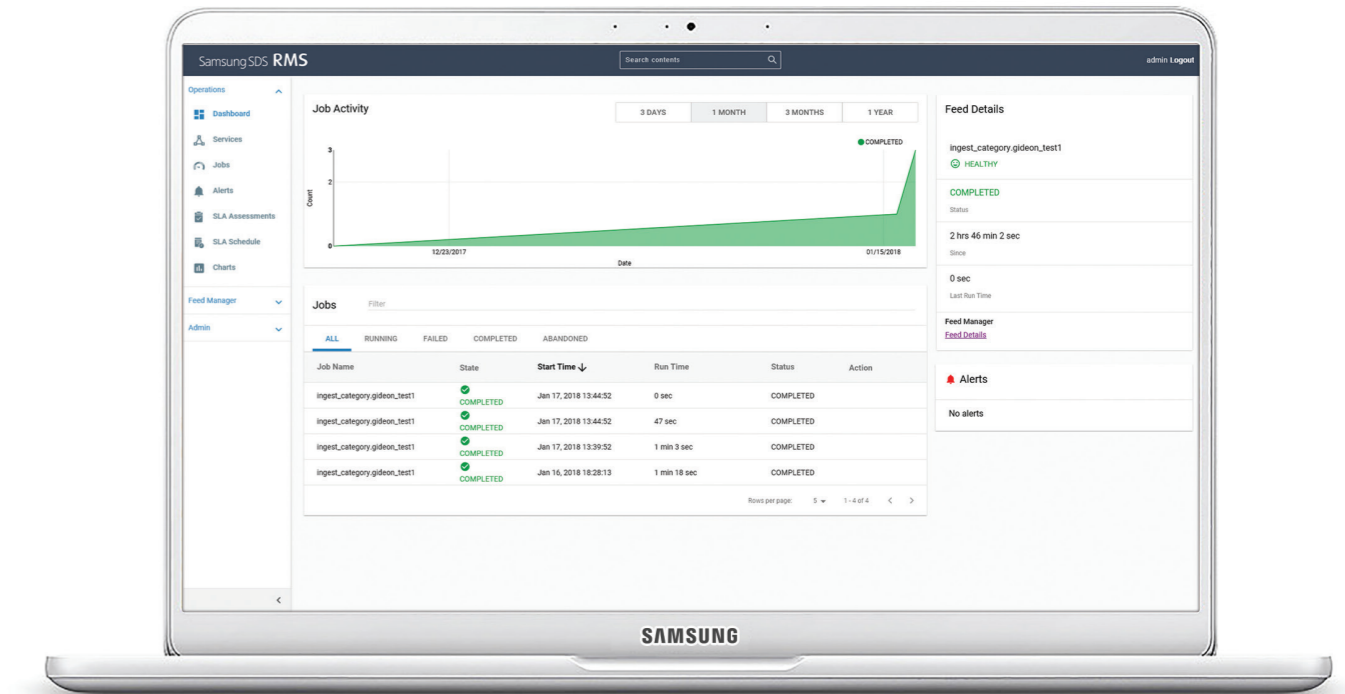 Samsung SDS RMS
Search contents
admin Logout
Operations
Dashboard
Services
Jobs
Alerts
SLA Assessments
SLA Schedule
Charts
Feed Manager
Admin
Job Activity
3 DAYS 1 MONTH 3 MONTHS 1 YEAR
COMPLETED
3
2
0
Count
12/23/2017 01/15/2018
Date
Jobs Filter
ALL RUNNING FAILED COMPLETED ABANDONED
Job Name State Start Time Run Time Status Action
ingest_category.gideon_test1 COMPLETED Jan 17, 2018 13:44:52 0 sec COMPLETED
ingest_category.gideon_test1 COMPLETED Jan 17, 2018 13:44:52 47 sec COMPLETED
ingest_category.gideon_test1 COMPLETED Jan 17, 2018 13:39:52 1 min 3 sec COMPLETED
ingest_category.gideon_test1 COMPLETED Jan 16, 2018 18:28:13 1 min 18 sec COMPLETED
Rows per page: 5 1 - 4 of 4
Feed Details
ingest_category.gideon_test1
HEALTHY
COMPLETED
Status
2 hrs 46 min 2 sec
Since
0 sec
Last Run Time
Feed Manager
Feed Details
Alerts
No alerts
SAMSUNG